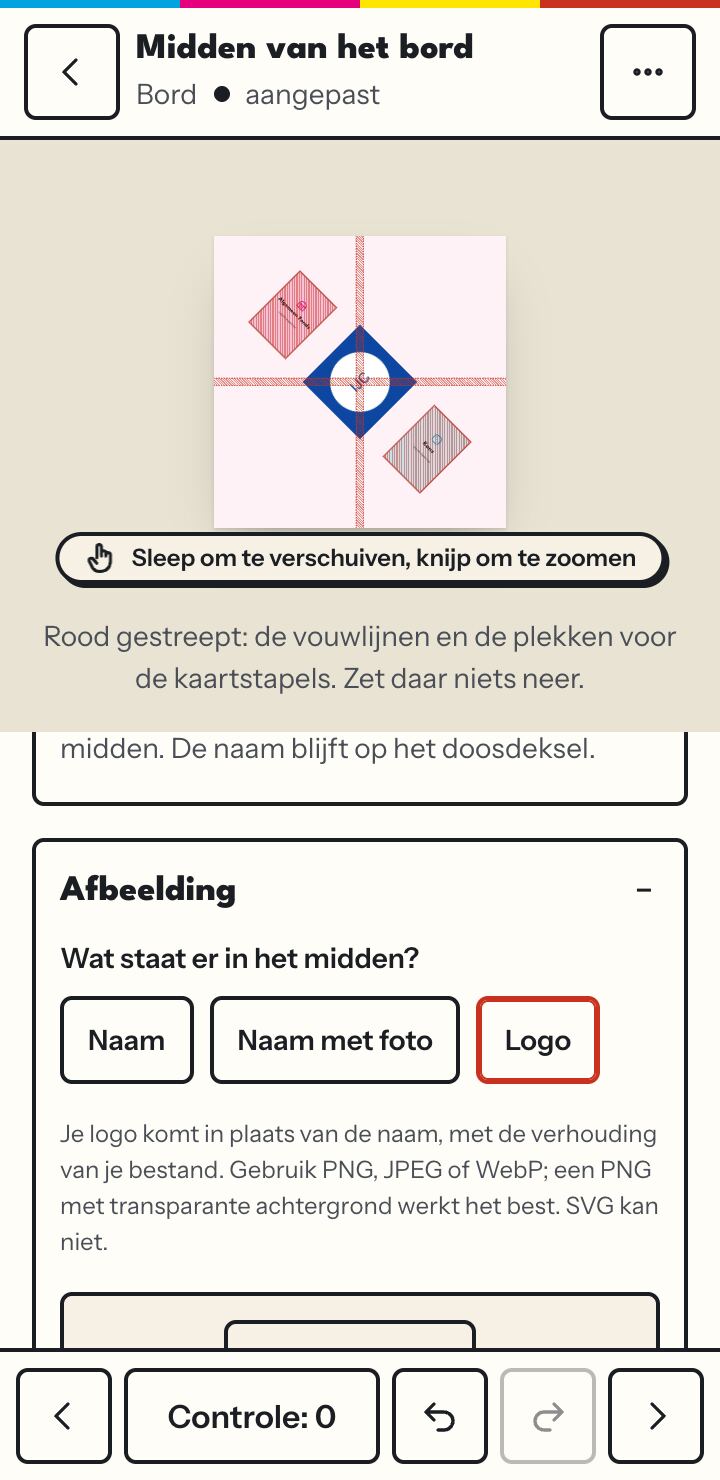 Midden van het bord
Bord ● aangepast
Algemeen Fonds
IJC
Kans
Sleep om te verschuiven, knijp om te zoomen
Rood gestreept: de vouwlijnen en de plekken voor
de kaartstapels. Zet daar niets neer.
midden. De naam blijft op het doosdeksel.
Afbeelding
Wat staat er in het midden?
Naam
Naam met foto
Logo
Je logo komt in plaats van de naam, met de verhouding
van je bestand. Gebruik PNG, JPEG of WebP; een PNG
met transparante achtergrond werkt het best. SVG kan
niet.
Controle: 0